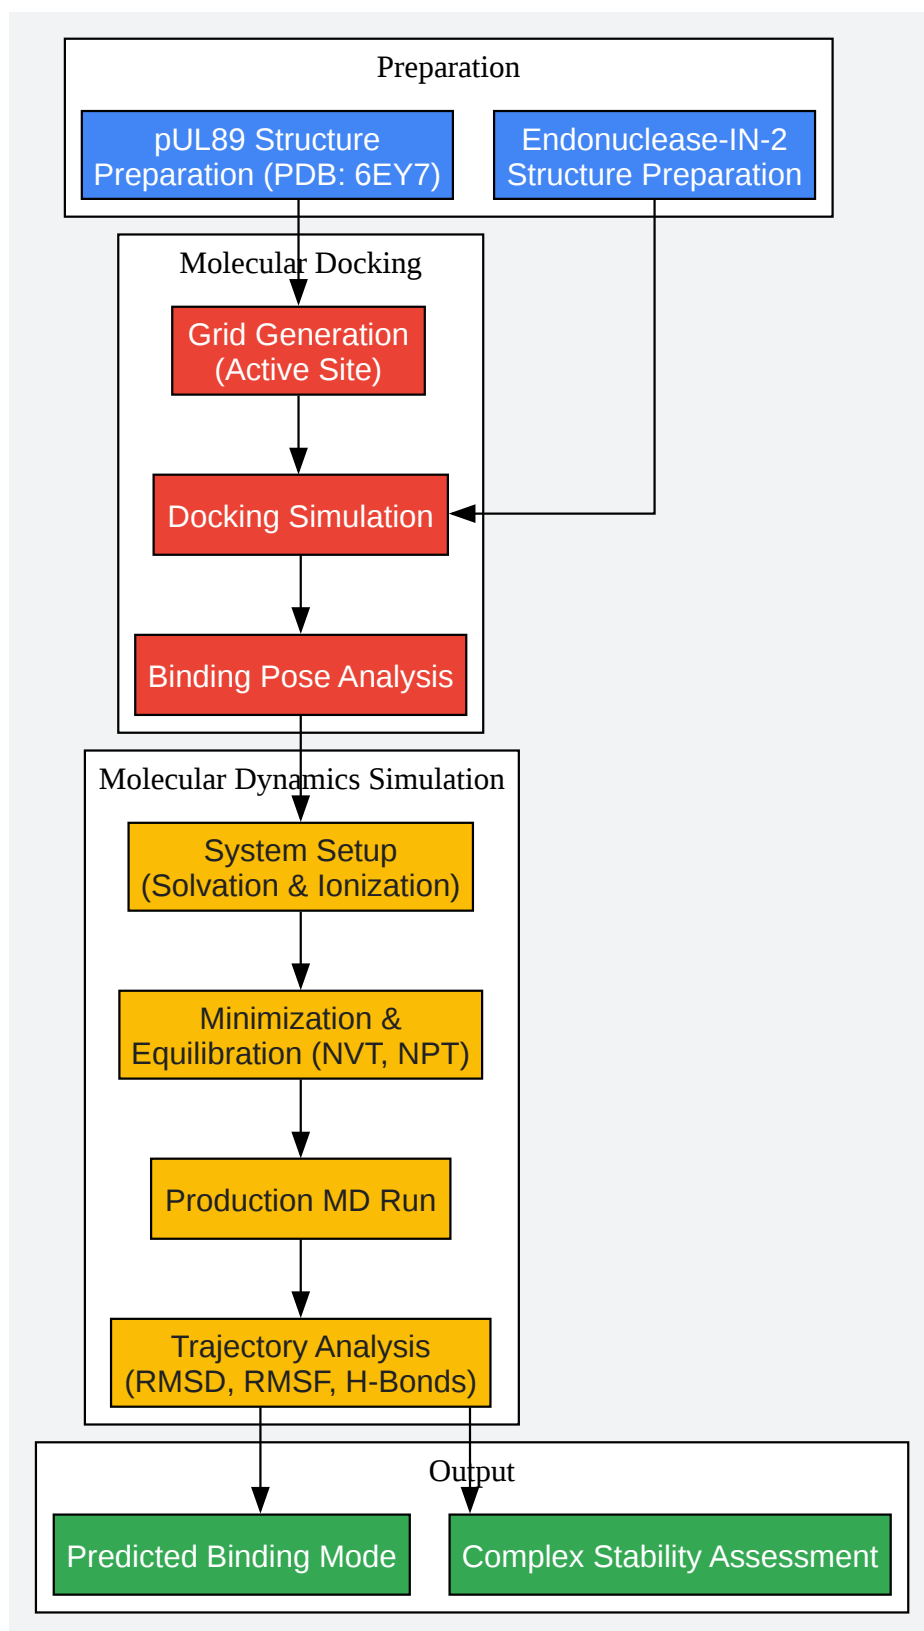 Preparation
pUL89 Structure
Preparation (PDB: 6EY7)
Endonuclease-IN-2
Structure Preparation
Molecular Docking
Grid Generation
(Active Site)
Docking Simulation
Binding Pose Analysis
Molecular Dynamics Simulation
System Setup
(Solvation & Ionization)
Minimization &
Equilibration (NVT, NPT)
Production MD Run
Trajectory Analysis
(RMSD, RMSF, H-Bonds)
Output
Predicted Binding Mode
Complex Stability Assessment